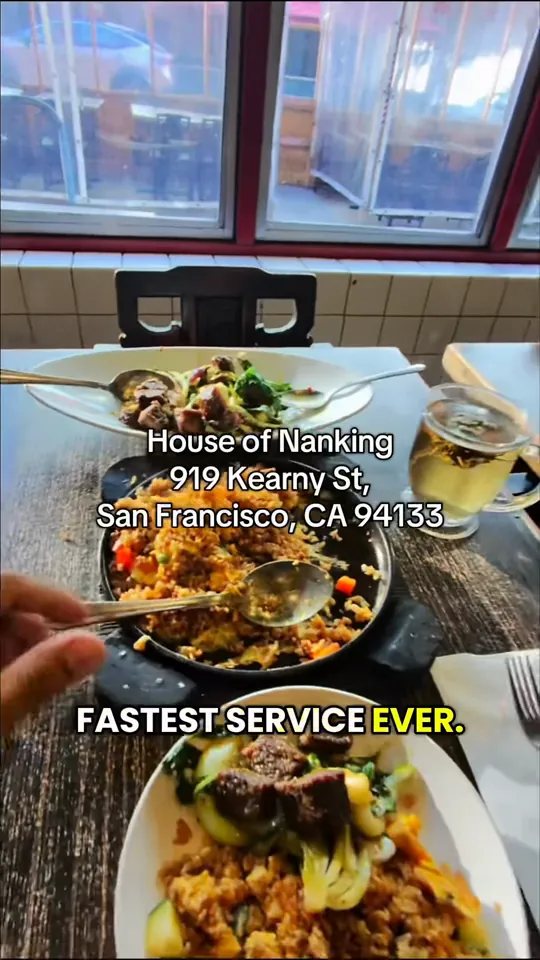 House of Nanking
919 Kearny St,
San Francisco, CA 94133
FASTEST SERVICE EVER.